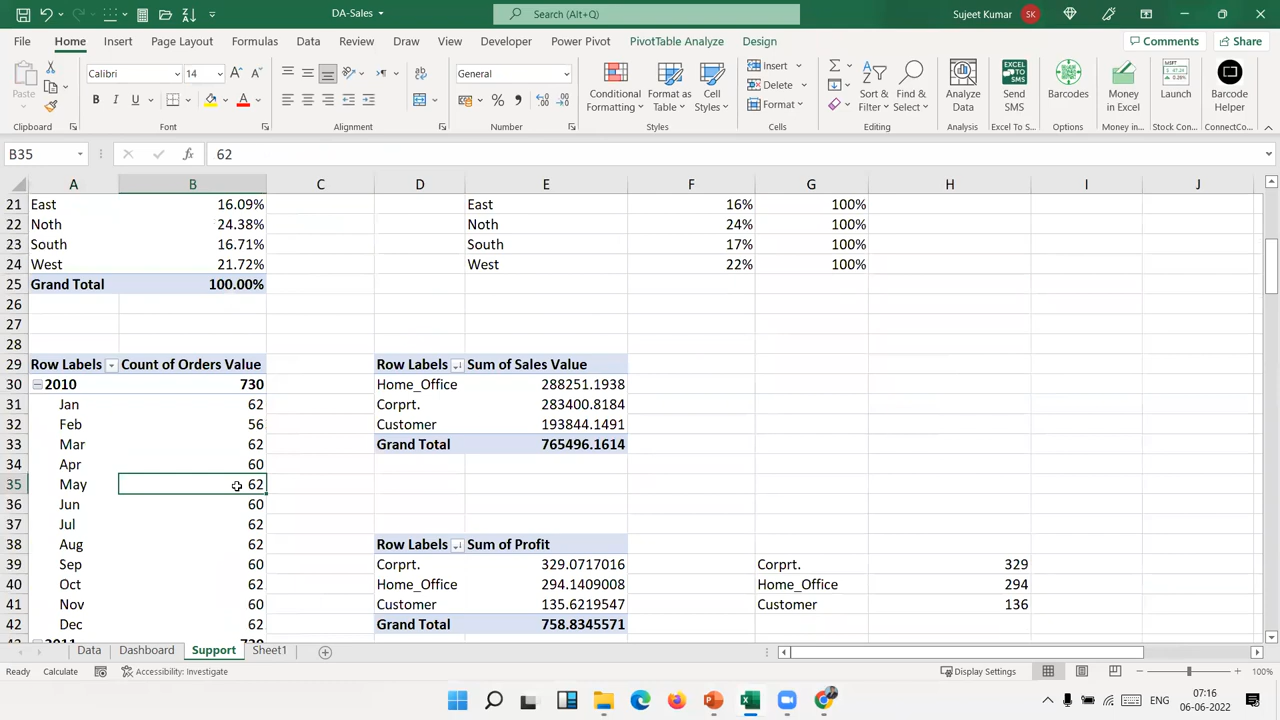 DA-Sales
Search (Alt+Q)
Sujeet Kumar
SK
File Home Insert Page Layout Formulas Data Review Draw View Developer Power Pivot PivotTable Analyze Design
Comments
Share
Paste
Calibri 14
General
Conditional Formatting
Format as Table
Cell Styles
Insert
Delete
Format
Sort & Filter
Find & Select
Analyze Data
Send SMS
Barcodes
Money in Excel
Launch
Barcode Helper
Clipboard Font Alignment Number Styles Cells Editing Analysis Excel To S... Options Money in... Stock Con... ConnectCo...
B35 fx 62
A B C D E F G H I J
21 East 16.09% East 16% 100%
22 Noth 24.38% Noth 24% 100%
23 South 16.71% South 17% 100%
24 West 21.72% West 22% 100%
25 Grand Total 100.00%
26
27
28
29 Row Labels Count of Orders Value Row Labels Sum of Sales Value
30 2010 730 Home_Office 288251.1938
31 Jan 62 Corprt. 283400.8184
32 Feb 56 Customer 193844.1491
33 Mar 62 Grand Total 765496.1614
34 Apr 60
35 May 62
36 Jun 60
37 Jul 62
38 Aug 62 Row Labels Sum of Profit
39 Sep 60 Corprt. 329.0717016 Corprt. 329
40 Oct 62 Home_Office 294.1409008 Home_Office 294
41 Nov 60 Customer 135.6219547 Customer 136
42 Dec 62 Grand Total 758.8345571
Data Dashboard Support Sheet1
Ready Calculate Accessibility: Investigate Display Settings 100%
ENG
07:16
06-06-2022